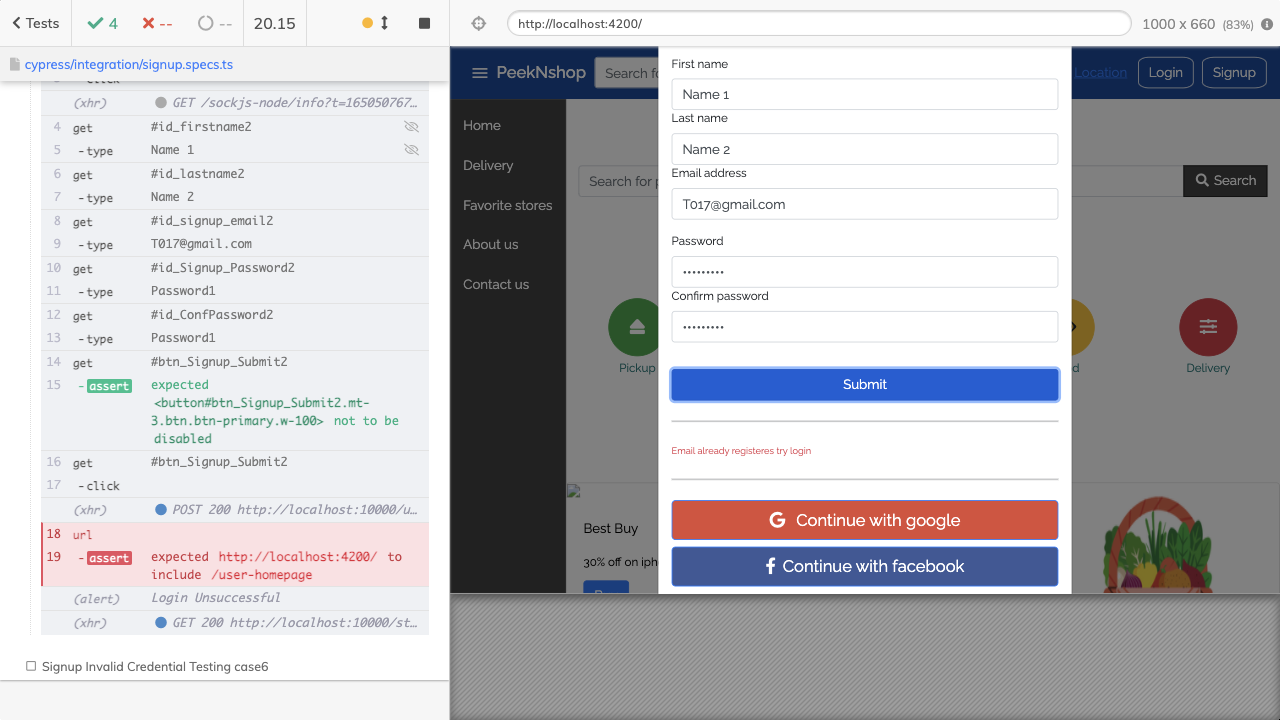 Tests
4
--
--
20.15
http://localhost:4200/
1000 x 660 (83%)
cypress/integration/signup.specs.ts
(xhr) GET /sockjs-node/info?t=165050767…
4 get #id_firstname2
5 -type Name 1
6 get #id_lastname2
7 -type Name 2
8 get #id_signup_email2
9 -type T017@gmail.com
10 get #id_Signup_Password2
11 -type Password1
12 get #id_ConfPassword2
13 -type Password1
14 get #btn_Signup_Submit2
15 -assert expected
<button#btn_Signup_Submit2.mt-
3.btn.btn-primary.w-100> not to be
disabled
16 get #btn_Signup_Submit2
17 -click
(xhr) POST 200 http://localhost:10000/u…
18 url
19 -assert expected http://localhost:4200/ to
include /user-homepage
(alert) Login Unsuccessful
(xhr) GET 200 http://localhost:10000/st…
Signup Invalid Credential Testing case6
PeekNshop
Search fo
Location
Login
Signup
Home
Delivery
Favorite stores
About us
Contact us
Search for p
Search
Pickup
d
Delivery
Best Buy
30% off on iph
First name
Name 1
Last name
Name 2
Email address
T017@gmail.com
Password
•••••••••
Confirm password
•••••••••
Submit
Email already registeres try login
Continue with google
Continue with facebook